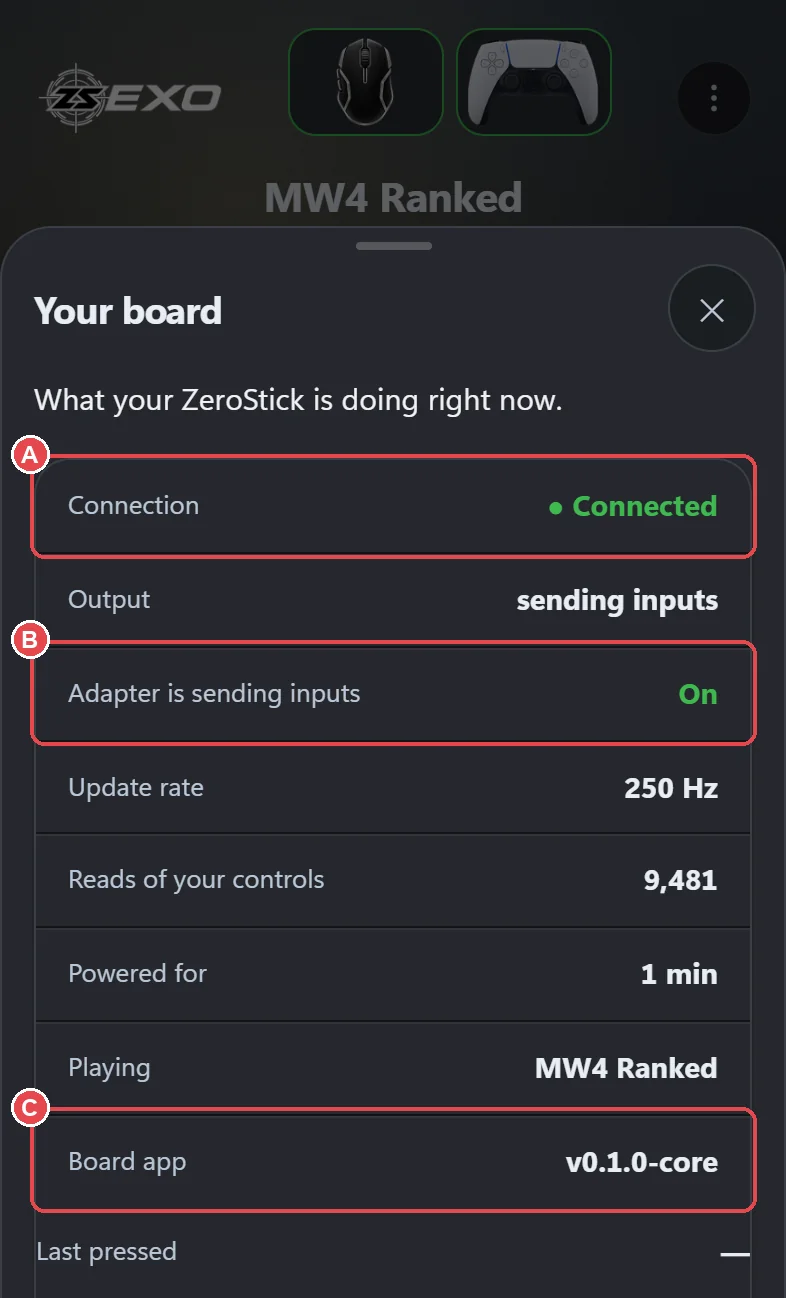 ZS EXO
MW4 Ranked
Your board
What your ZeroStick is doing right now.
A
Connection Connected
Output sending inputs
B
Adapter is sending inputs On
Update rate 250 Hz
Reads of your controls 9,481
Powered for 1 min
Playing MW4 Ranked
C
Board app v0.1.0-core
Last pressed —